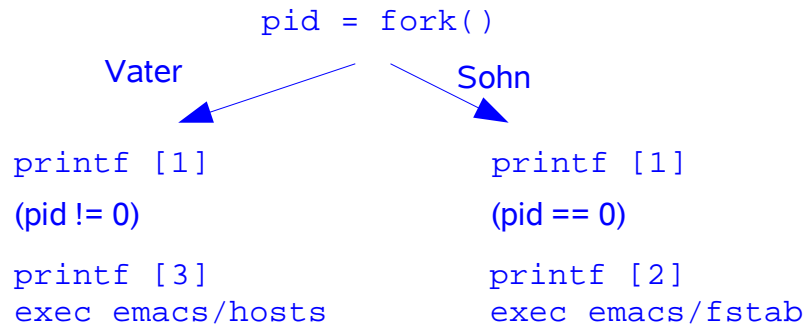 pid = fork()
Vater
Sohn
printf [1]
printf [1]
(pid != 0)
(pid == 0)
printf [3]
printf [2]
exec emacs/hosts
exec emacs/fstab